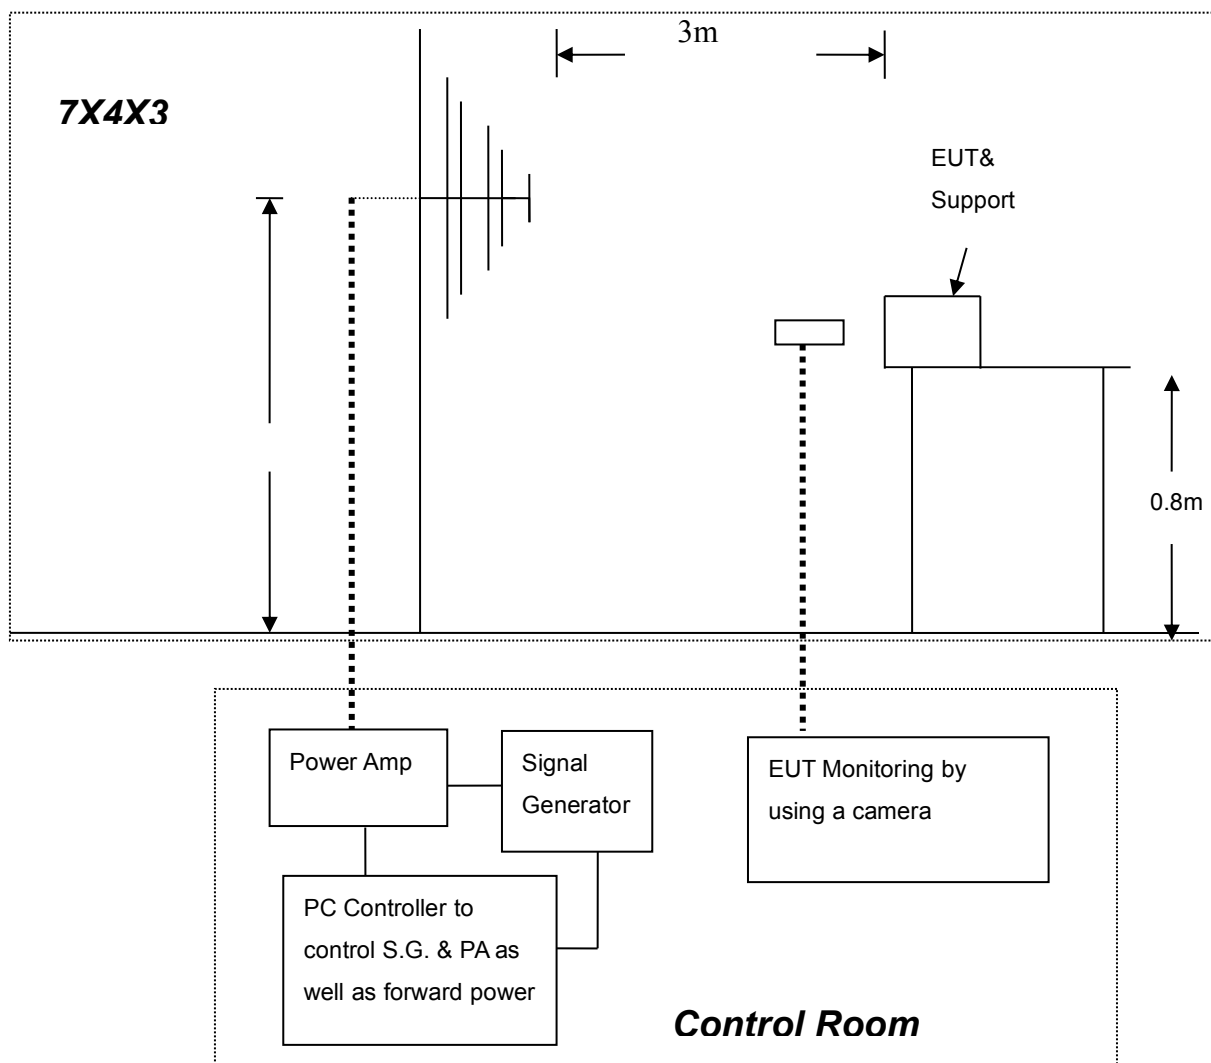 3m
7X4X3
EUT&
Support
0.8m
Power Amp
Signal
Generator
EUT Monitoring by
using a camera
PC Controller to
control S.G. & PA as
well as forward power
Control Room